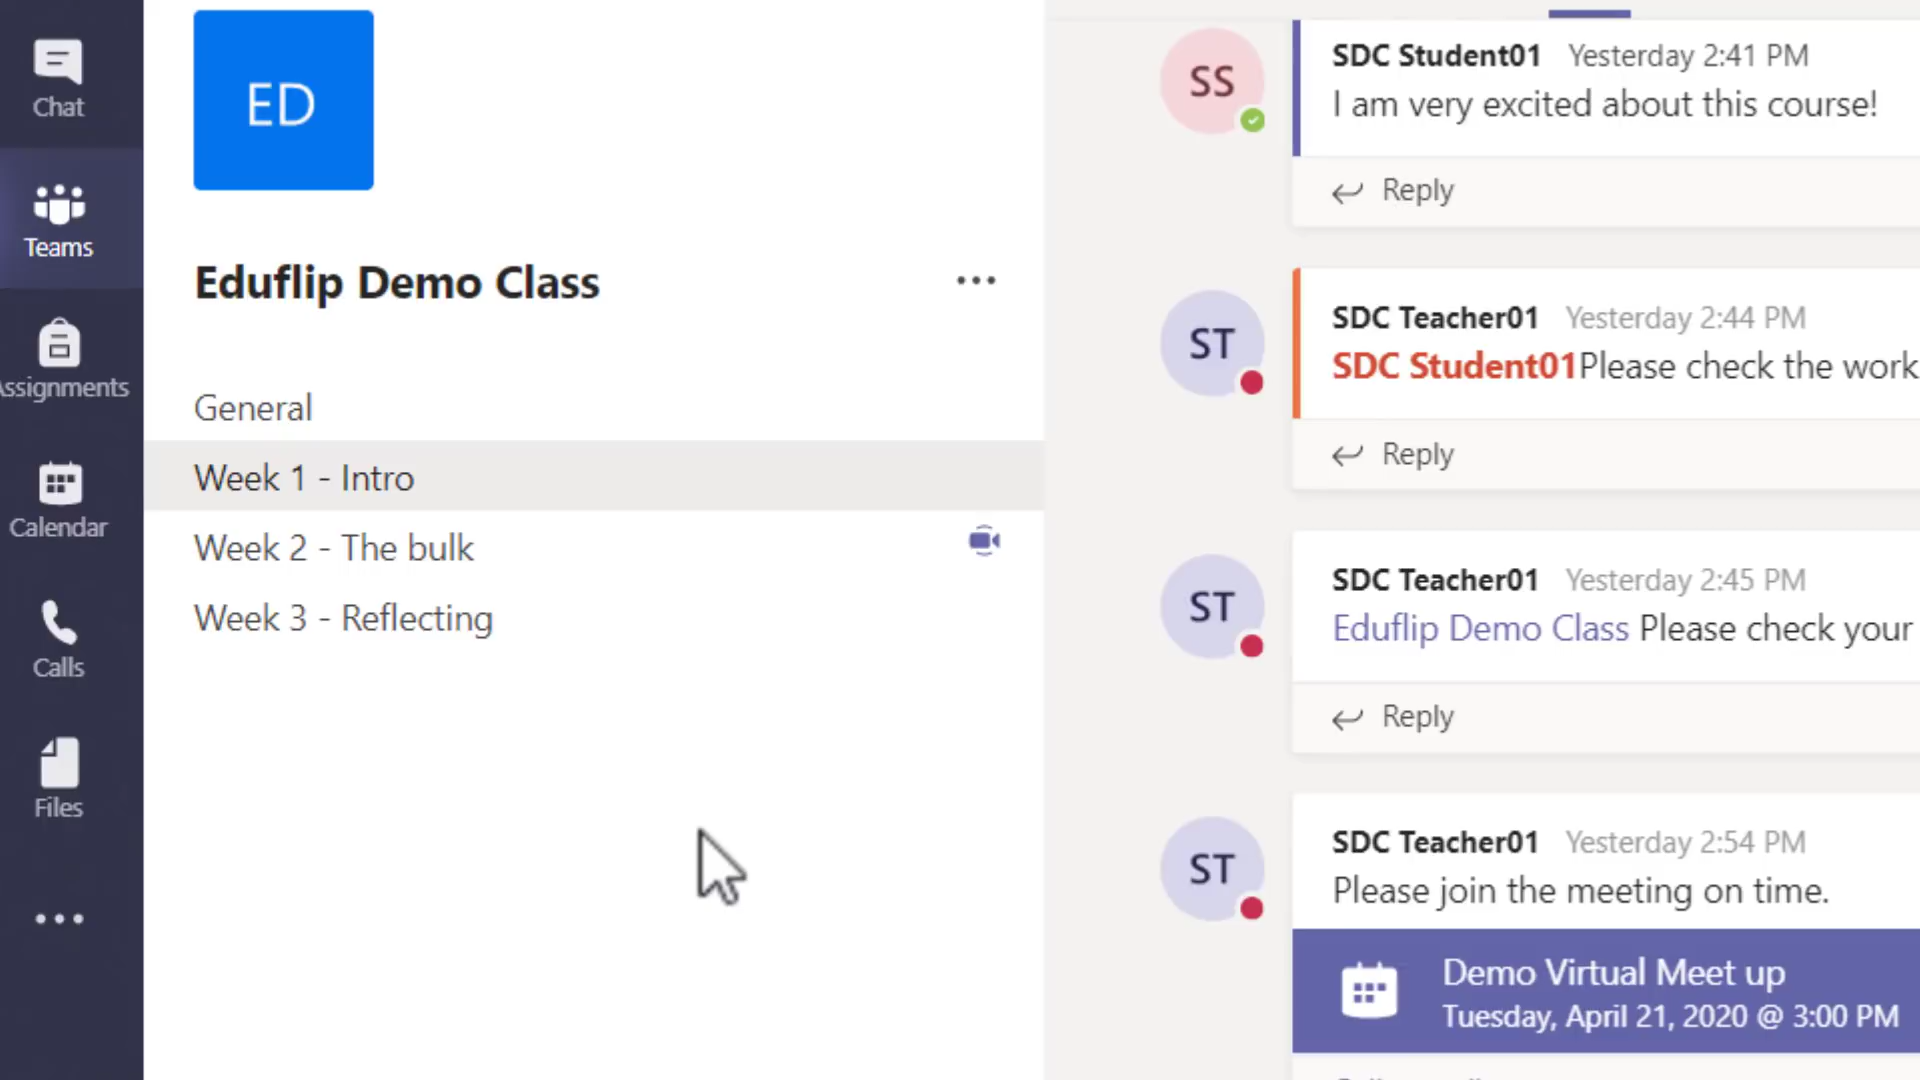 Chat
Teams
Assignments
Calendar
Calls
Files
ED
Eduflip Demo Class
General
Week 1 - Intro
Week 2 - The bulk
Week 3 - Reflecting
SS
SDC Student01 Yesterday 2:41 PM
I am very excited about this course!
Reply
ST
SDC Teacher01 Yesterday 2:44 PM
SDC Student01Please check the work
Reply
ST
SDC Teacher01 Yesterday 2:45 PM
Eduflip Demo Class Please check your
Reply
ST
SDC Teacher01 Yesterday 2:54 PM
Please join the meeting on time.
Demo Virtual Meet up
Tuesday, April 21, 2020 @ 3:00 PM